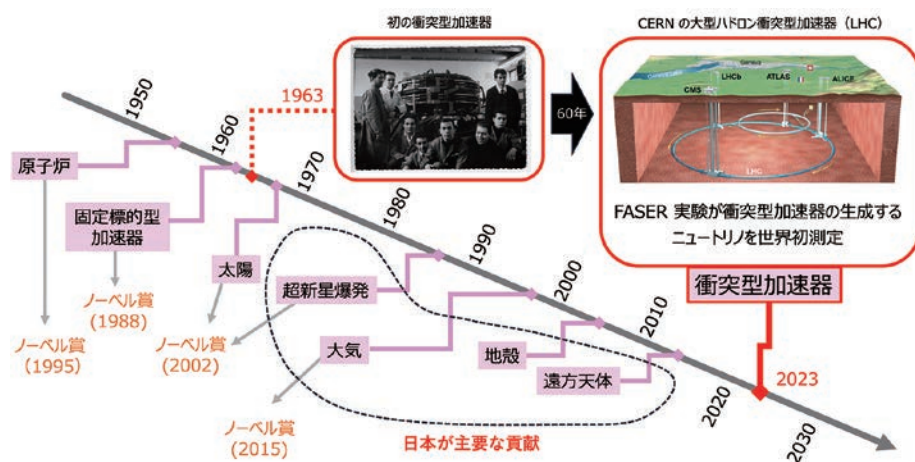 初の衝突型加速器
CERN の大型ハドロン衝突型加速器（LHC）
1963
60年
CMS
LHCb
ATLAS
ALICE
LHC
FASER 実験が衝突型加速器の生成する
ニュートリノを世界初測定
衝突型加速器
2023
1950
1960
1970
1980
1990
2000
2010
2020
2030
原子炉
固定標的型
加速器
太陽
超新星爆発
大気
地殻
遠方天体
ノーベル賞
(1995)
ノーベル賞
(1988)
ノーベル賞
(2002)
ノーベル賞
(2015)
日本が主要な貢献